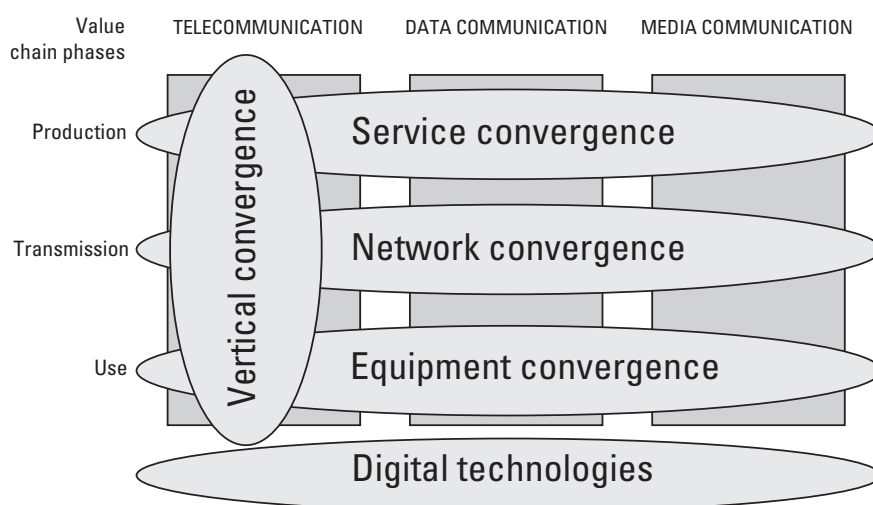 Value
chain phases
TELECOMMUNICATION
DATA COMMUNICATION
MEDIA COMMUNICATION
Production
Service convergence
Transmission
Network convergence
Use
Equipment convergence
Vertical convergence
Digital technologies